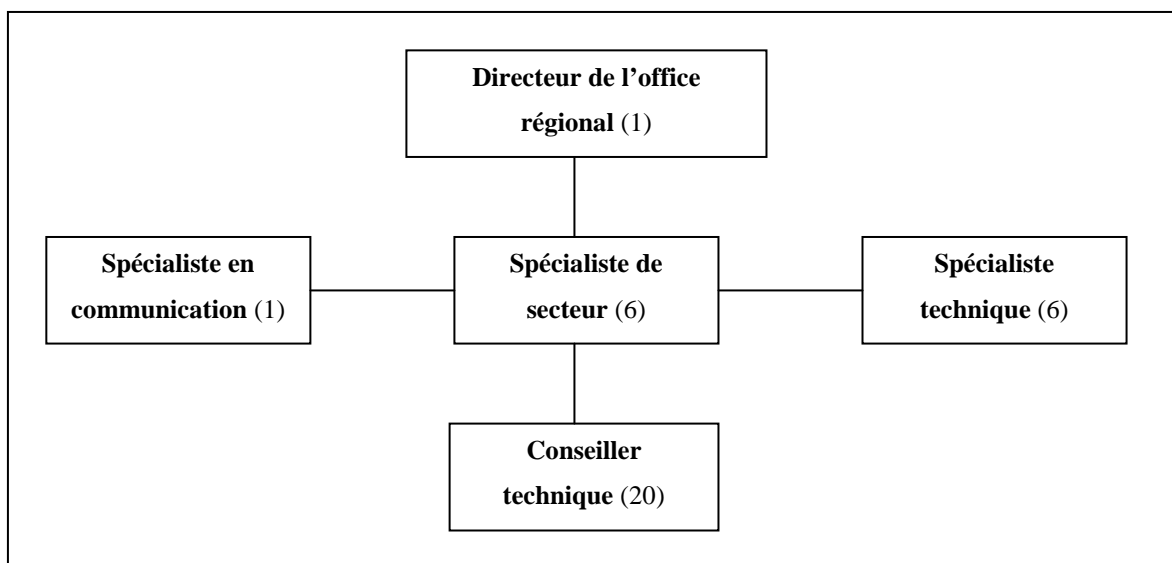 Directeur de l’office
régional (1)
Spécialiste en
communication (1)
Spécialiste de
secteur (6)
Spécialiste
technique (6)
Conseiller
technique (20)